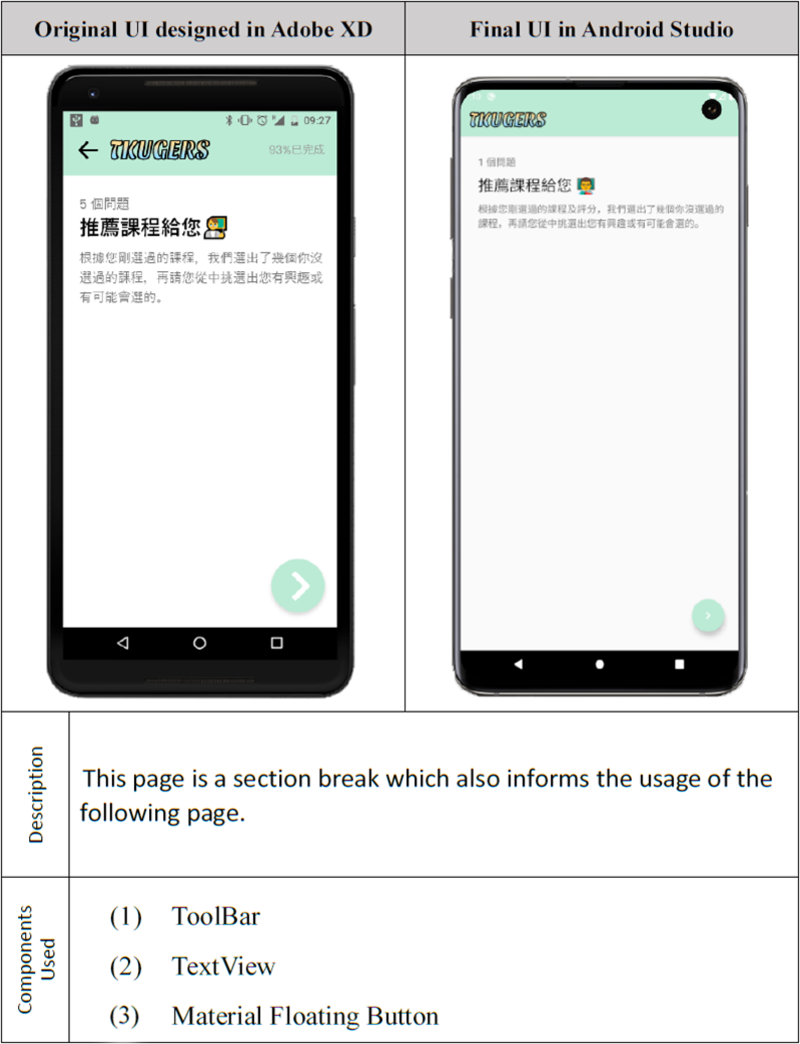 Original UI designed in Adobe XD
Final UI in Android Studio
09:27
TKUGERS
93%已完成
5 個問題
推薦課程給您
根據您剛選過的課程，我們選出了幾個你沒
選過的課程，再請您從中挑選出您有興趣或
有可能會選的。
TKUGERS
1 個問題
推薦課程給您
根據您剛選過的課程及評分，我們選出了幾個你沒選過的
課程，再請您從中挑選出您有興趣或有可能會選的。
Description
This page is a section break which also informs the usage of the
following page.
Components
Used
(1) ToolBar
(2) TextView
(3) Material Floating Button